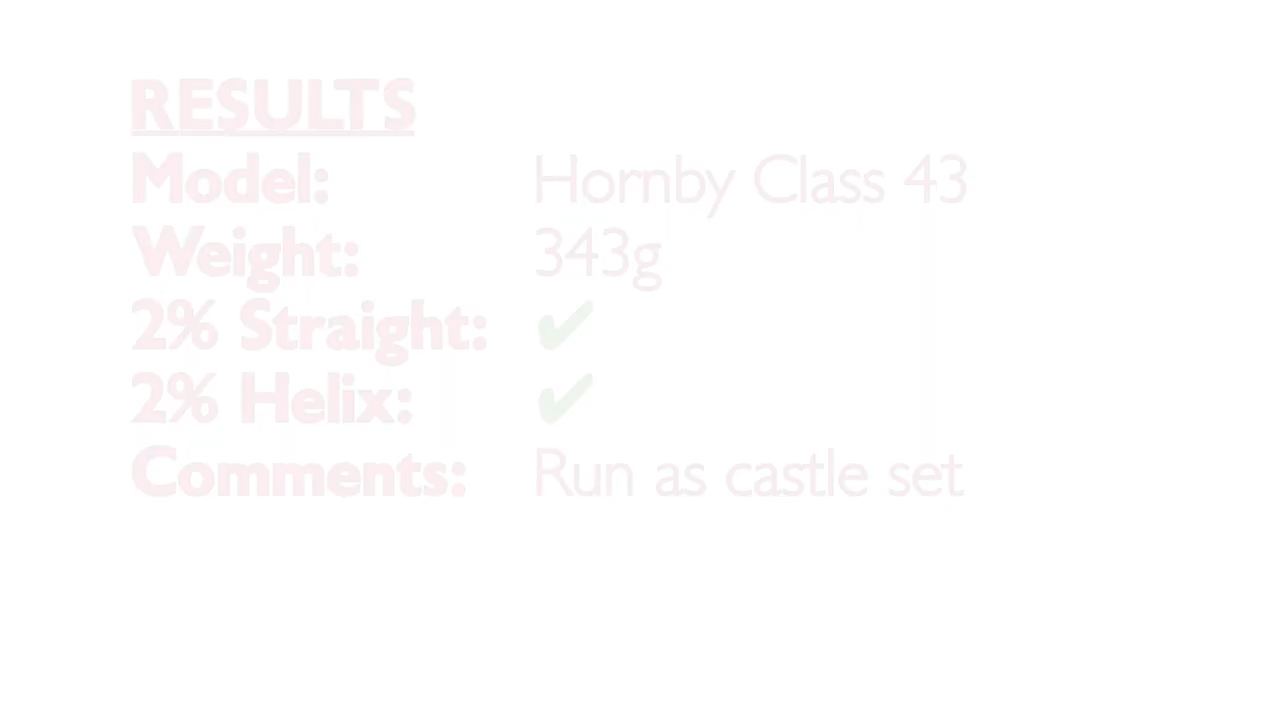 RESULTS
Model: Hornby Class 43
Weight: 343g
2% Straight: ✔
2% Helix: ✔
Comments: Run as castle set